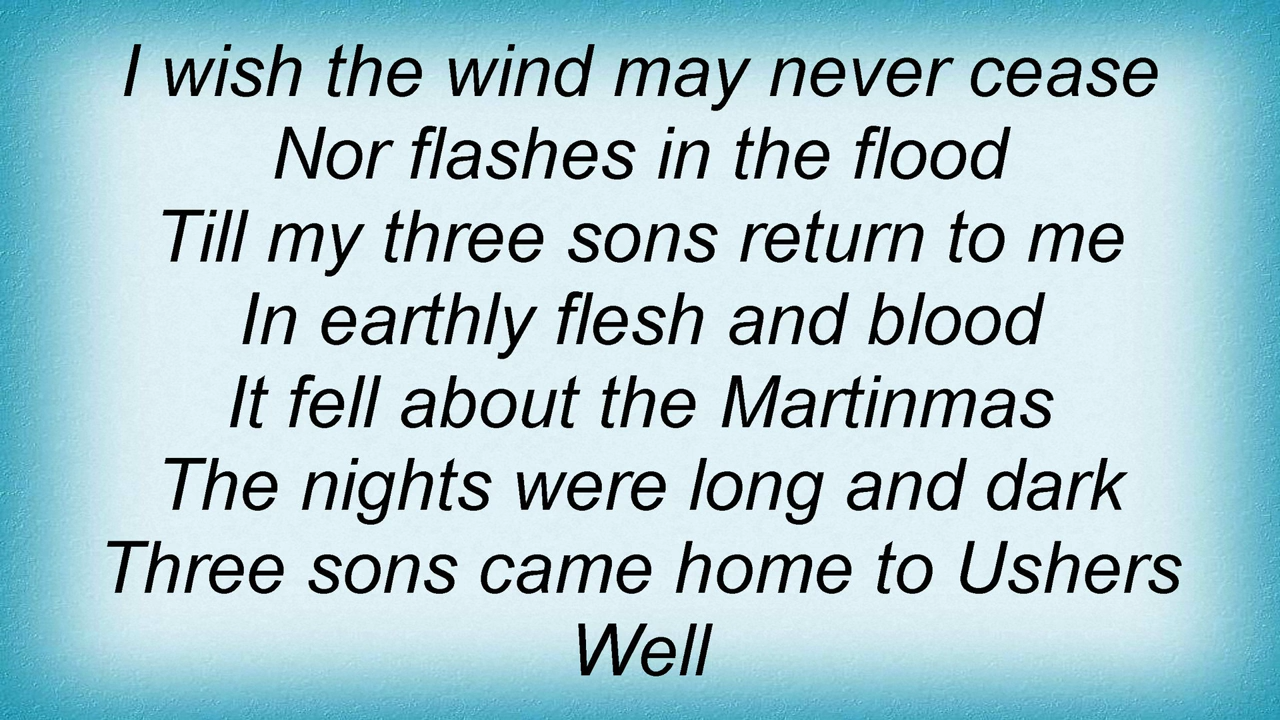 I wish the wind may never cease
Nor flashes in the flood
Till my three sons return to me
In earthly flesh and blood
It fell about the Martinmas
The nights were long and dark
Three sons came home to Ushers
Well